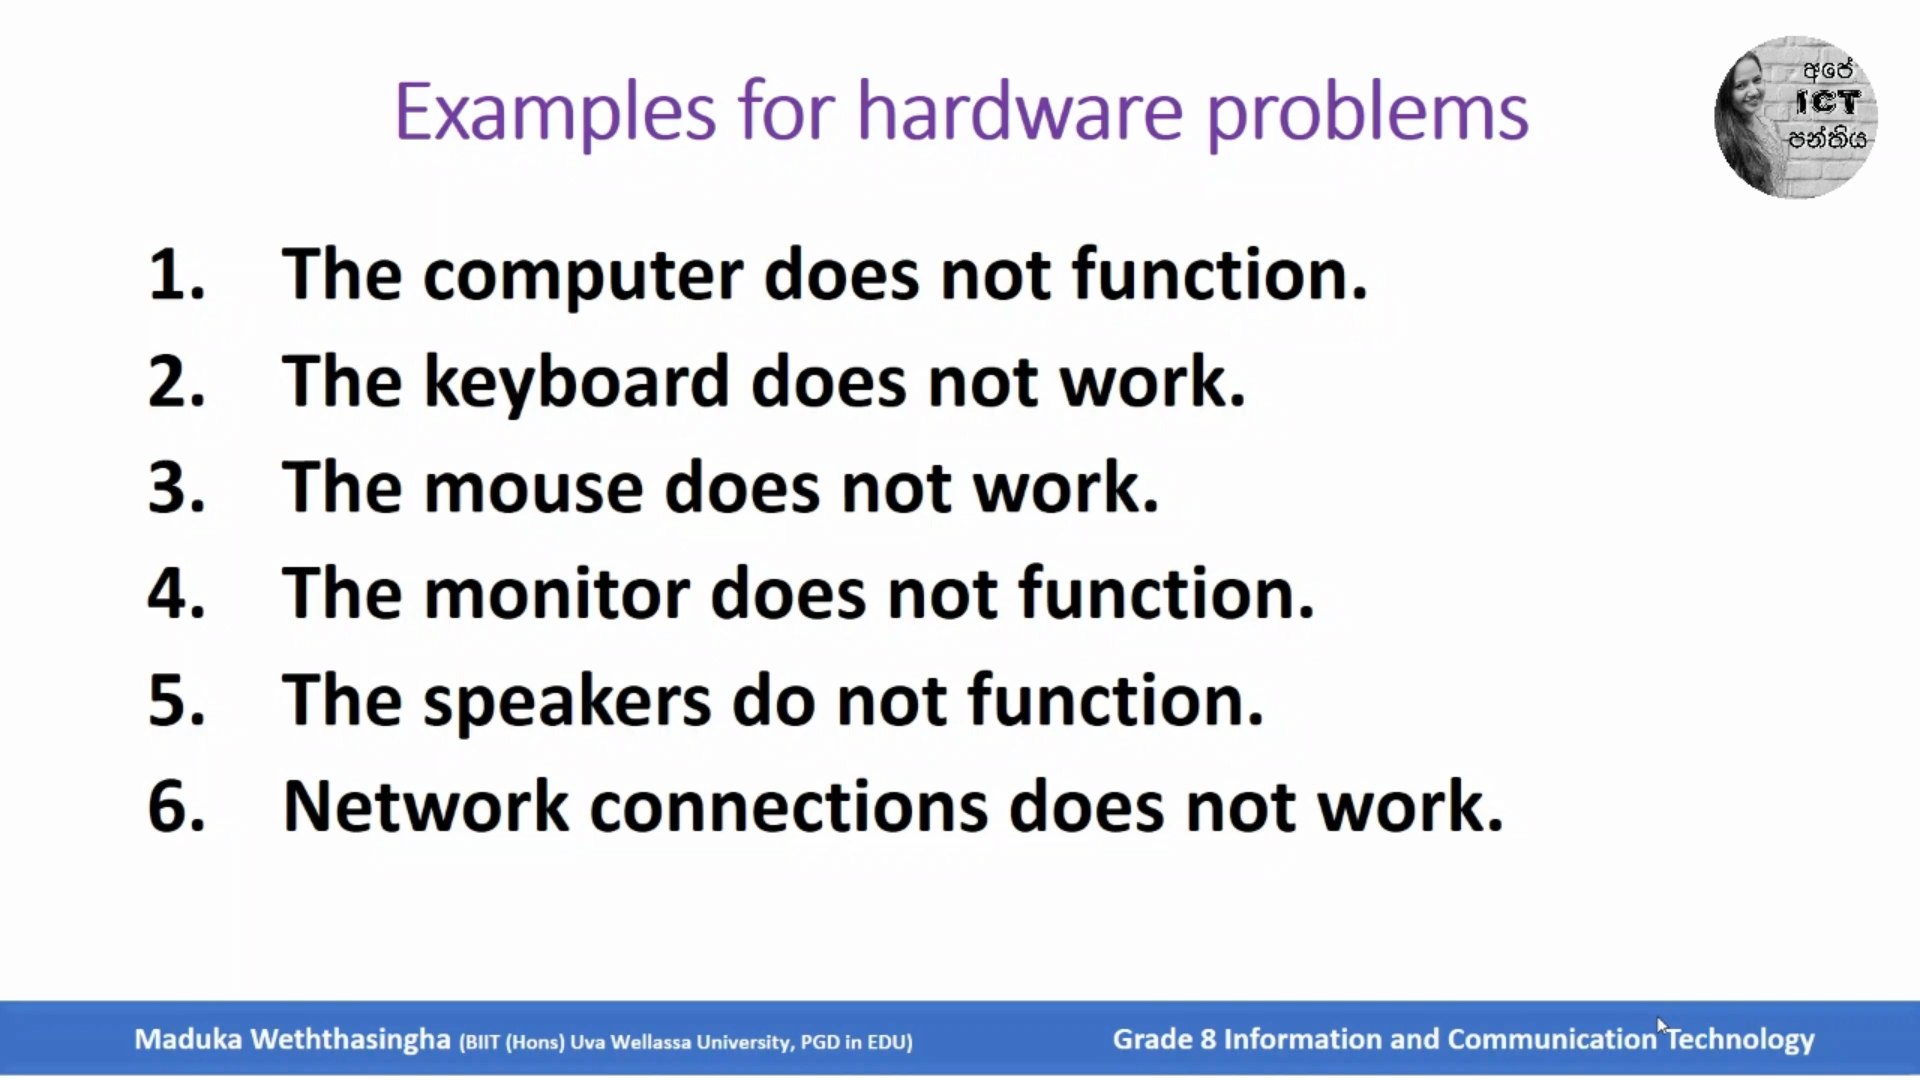 Examples for hardware problems
අපේ
ICT
පන්තිය
1. The computer does not function.
2. The keyboard does not work.
3. The mouse does not work.
4. The monitor does not function.
5. The speakers do not function.
6. Network connections does not work.
Maduka Weththasingha (BIIT (Hons) Uva Wellassa University, PGD in EDU)
Grade 8 Information and Communication Technology